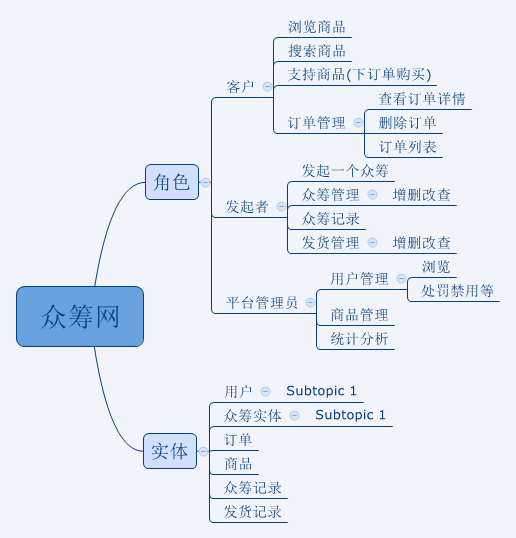 众筹网
角色
客户
浏览商品
搜索商品
支持商品(下订单购买)
订单管理
查看订单详情
删除订单
订单列表
发起者
发起一个众筹
众筹管理
增删改查
众筹记录
发货管理
增删改查
平台管理员
用户管理
浏览
处罚禁用等
商品管理
统计分析
实体
用户
Subtopic 1
众筹实体
Subtopic 1
订单
商品
众筹记录
发货记录